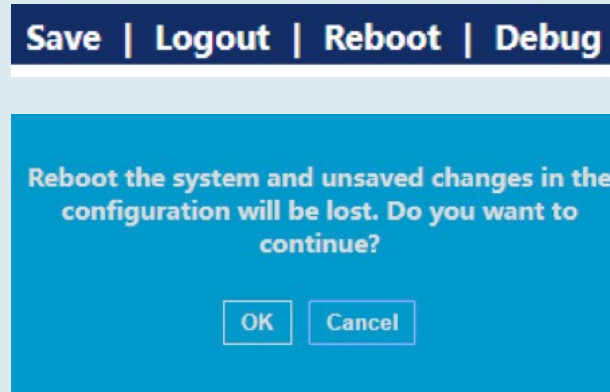 Save | Logout | Reboot | Debug
Reboot the system and unsaved changes in the
configuration will be lost. Do you want to
continue?
OK Cancel